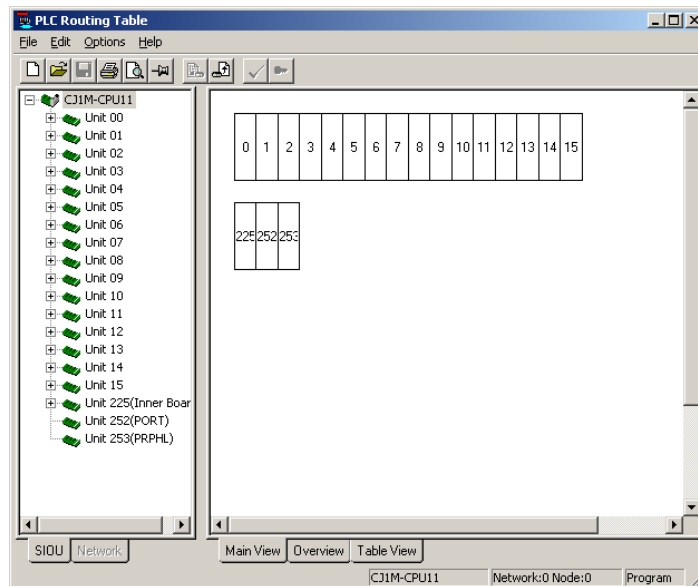 PLC Routing Table
File Edit Options Help
CJ1M-CPU11
Unit 00
Unit 01
Unit 02
Unit 03
Unit 04
Unit 05
Unit 06
Unit 07
Unit 08
Unit 09
Unit 10
Unit 11
Unit 12
Unit 13
Unit 14
Unit 15
Unit 225(Inner Boar
Unit 252(PORT)
Unit 253(PRPHL)
0 1 2 3 4 5 6 7 8 9 10 11 12 13 14 15
225 252 253
SIOU Network
Main View Overview Table View
CJ1M-CPU11 Network:0 Node:0 Program